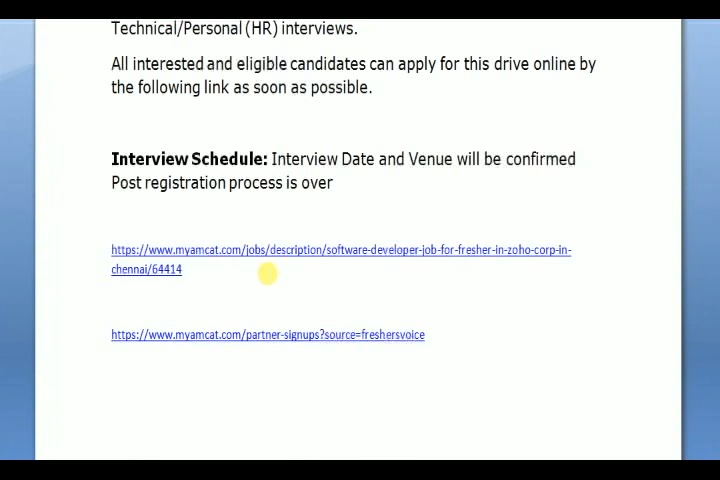 Technical/Personal (HR) interviews.
All interested and eligible candidates can apply for this drive online by
the following link as soon as possible.
Interview Schedule: Interview Date and Venue will be confirmed
Post registration process is over
https://www.myamcat.com/jobs/description/software-developer-job-for-fresher-in-zoho-corp-in-
chennai/64414
https://www.myamcat.com/partner-signups?source=freshersvoice